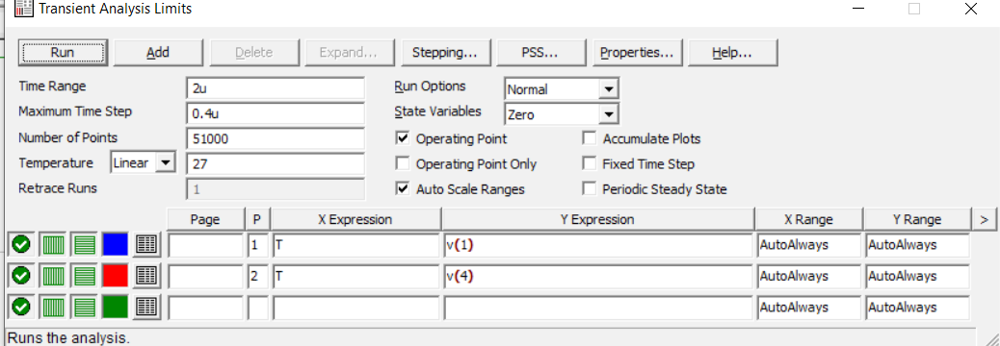 Transient Analysis Limits
Run Add Delete Expand... Stepping... PSS... Properties... Help...
Time Range 2u Run Options Normal
Maximum Time Step 0.4u State Variables Zero
Number of Points 51000 Operating Point Accumulate Plots
Temperature Linear 27 Operating Point Only Fixed Time Step
Retrace Runs 1 Auto Scale Ranges Periodic Steady State
Page P X Expression Y Expression X Range Y Range >
1 T v(1) AutoAlways AutoAlways
2 T v(4) AutoAlways AutoAlways
AutoAlways AutoAlways
Runs the analysis.